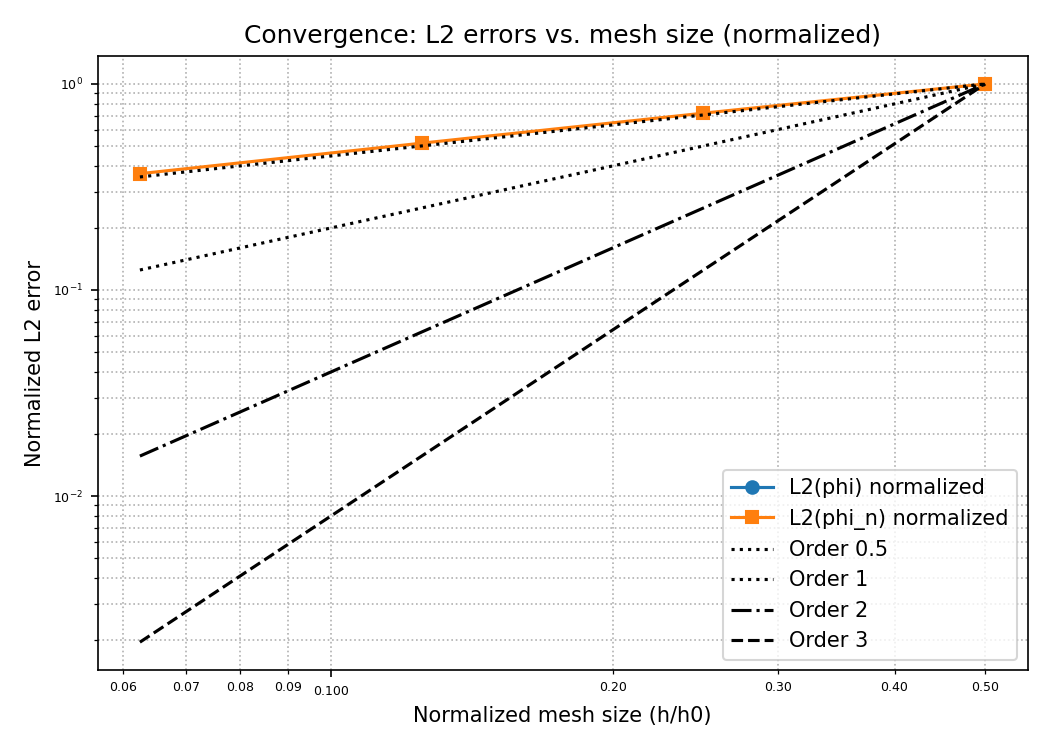 Convergence: L2 errors vs. mesh size (normalized)
Normalized L2 error
10⁰
10⁻¹
10⁻²
L2(phi) normalized
L2(phi_n) normalized
Order 0.5
Order 1
Order 2
Order 3
0.06 0.07 0.08 0.09 0.100 0.20 0.30 0.40 0.50
Normalized mesh size (h/h0)